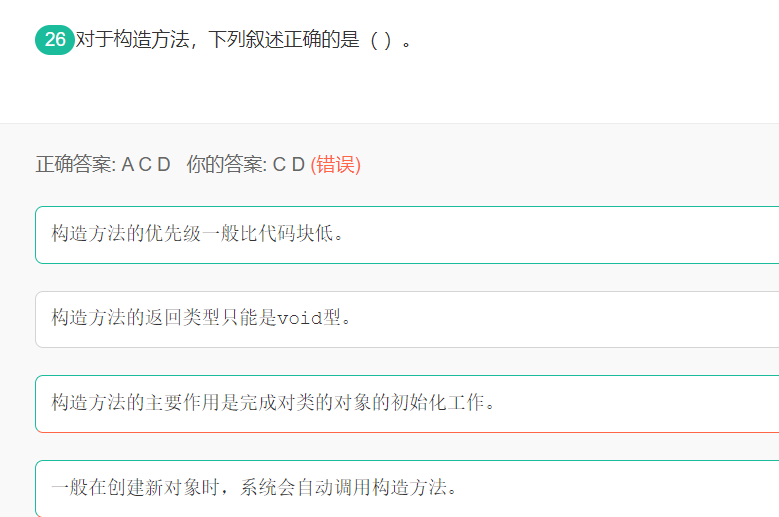 26 对于构造方法，下列叙述正确的是（ ）。
正确答案: A C D 你的答案: C D (错误)
构造方法的优先级一般比代码块低。
构造方法的返回类型只能是void型。
构造方法的主要作用是完成对类的对象的初始化工作。
一般在创建新对象时，系统会自动调用构造方法。